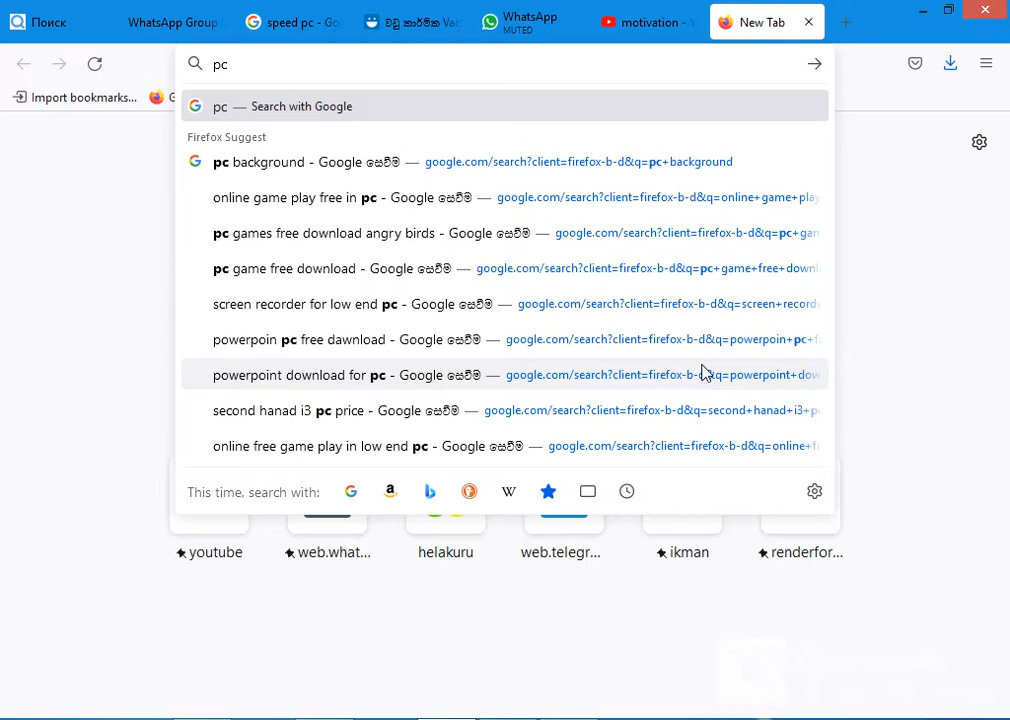 Поиск
WhatsApp Group i
speed pc - Go
වඩු කාර්මික Vac
WhatsApp
MUTED
motivation - Y
New Tab
pc
Import bookmarks...
G
pc — Search with Google
Firefox Suggest
pc background - Google සෙවීම — google.com/search?client=firefox-b-d&q=pc+background
online game play free in pc - Google සෙවීම — google.com/search?client=firefox-b-d&q=online+game+play
pc games free download angry birds - Google සෙවීම — google.com/search?client=firefox-b-d&q=pc+gam
pc game free download - Google සෙවීම — google.com/search?client=firefox-b-d&q=pc+game+free+downl
screen recorder for low end pc - Google සෙවීම — google.com/search?client=firefox-b-d&q=screen+recorde
powerpoin pc free dawnload - Google සෙවීම — google.com/search?client=firefox-b-d&q=powerpoin+pc+f
powerpoint download for pc - Google සෙවීම — google.com/search?client=firefox-b-d&q=powerpoint+dow
second hanad i3 pc price - Google සෙවීම — google.com/search?client=firefox-b-d&q=second+hanad+i3+p
online free game play in low end pc - Google සෙවීම — google.com/search?client=firefox-b-d&q=online+f
This time, search with:
youtube
web.what...
helakuru
web.telegr...
ikman
renderfor...